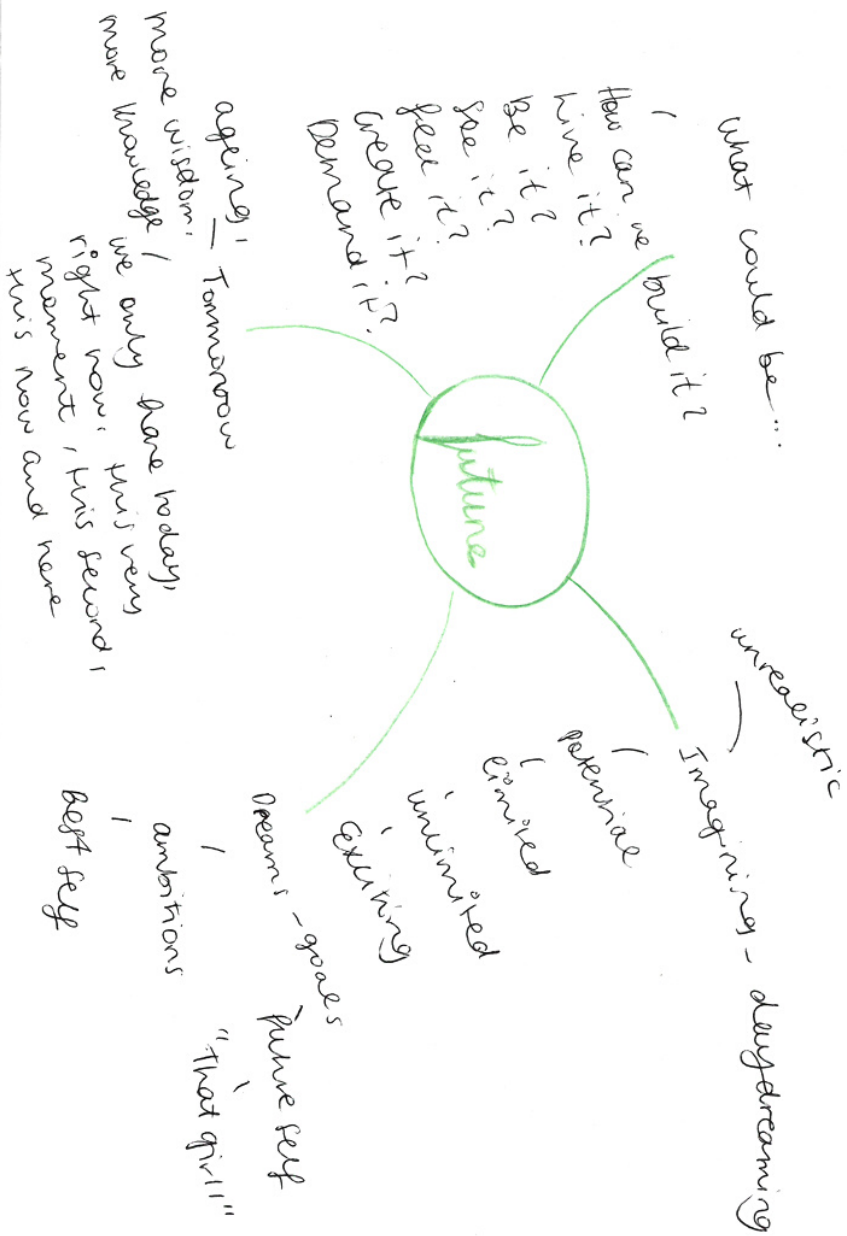 what could be...
How can we build it?
Live it?
Be it?
See it?
feel it?
Create it?
Demand it?
future
unrealistic
Imagining - daydreaming
potential
limited
unlimited
Exciting
Tommorow
ageing,
more wisdom,
more knowledge
we only have today,
right now, this very
moment, this second,
this now and here
Dreams - goals
ambitions
Best self
future self
"That girl"